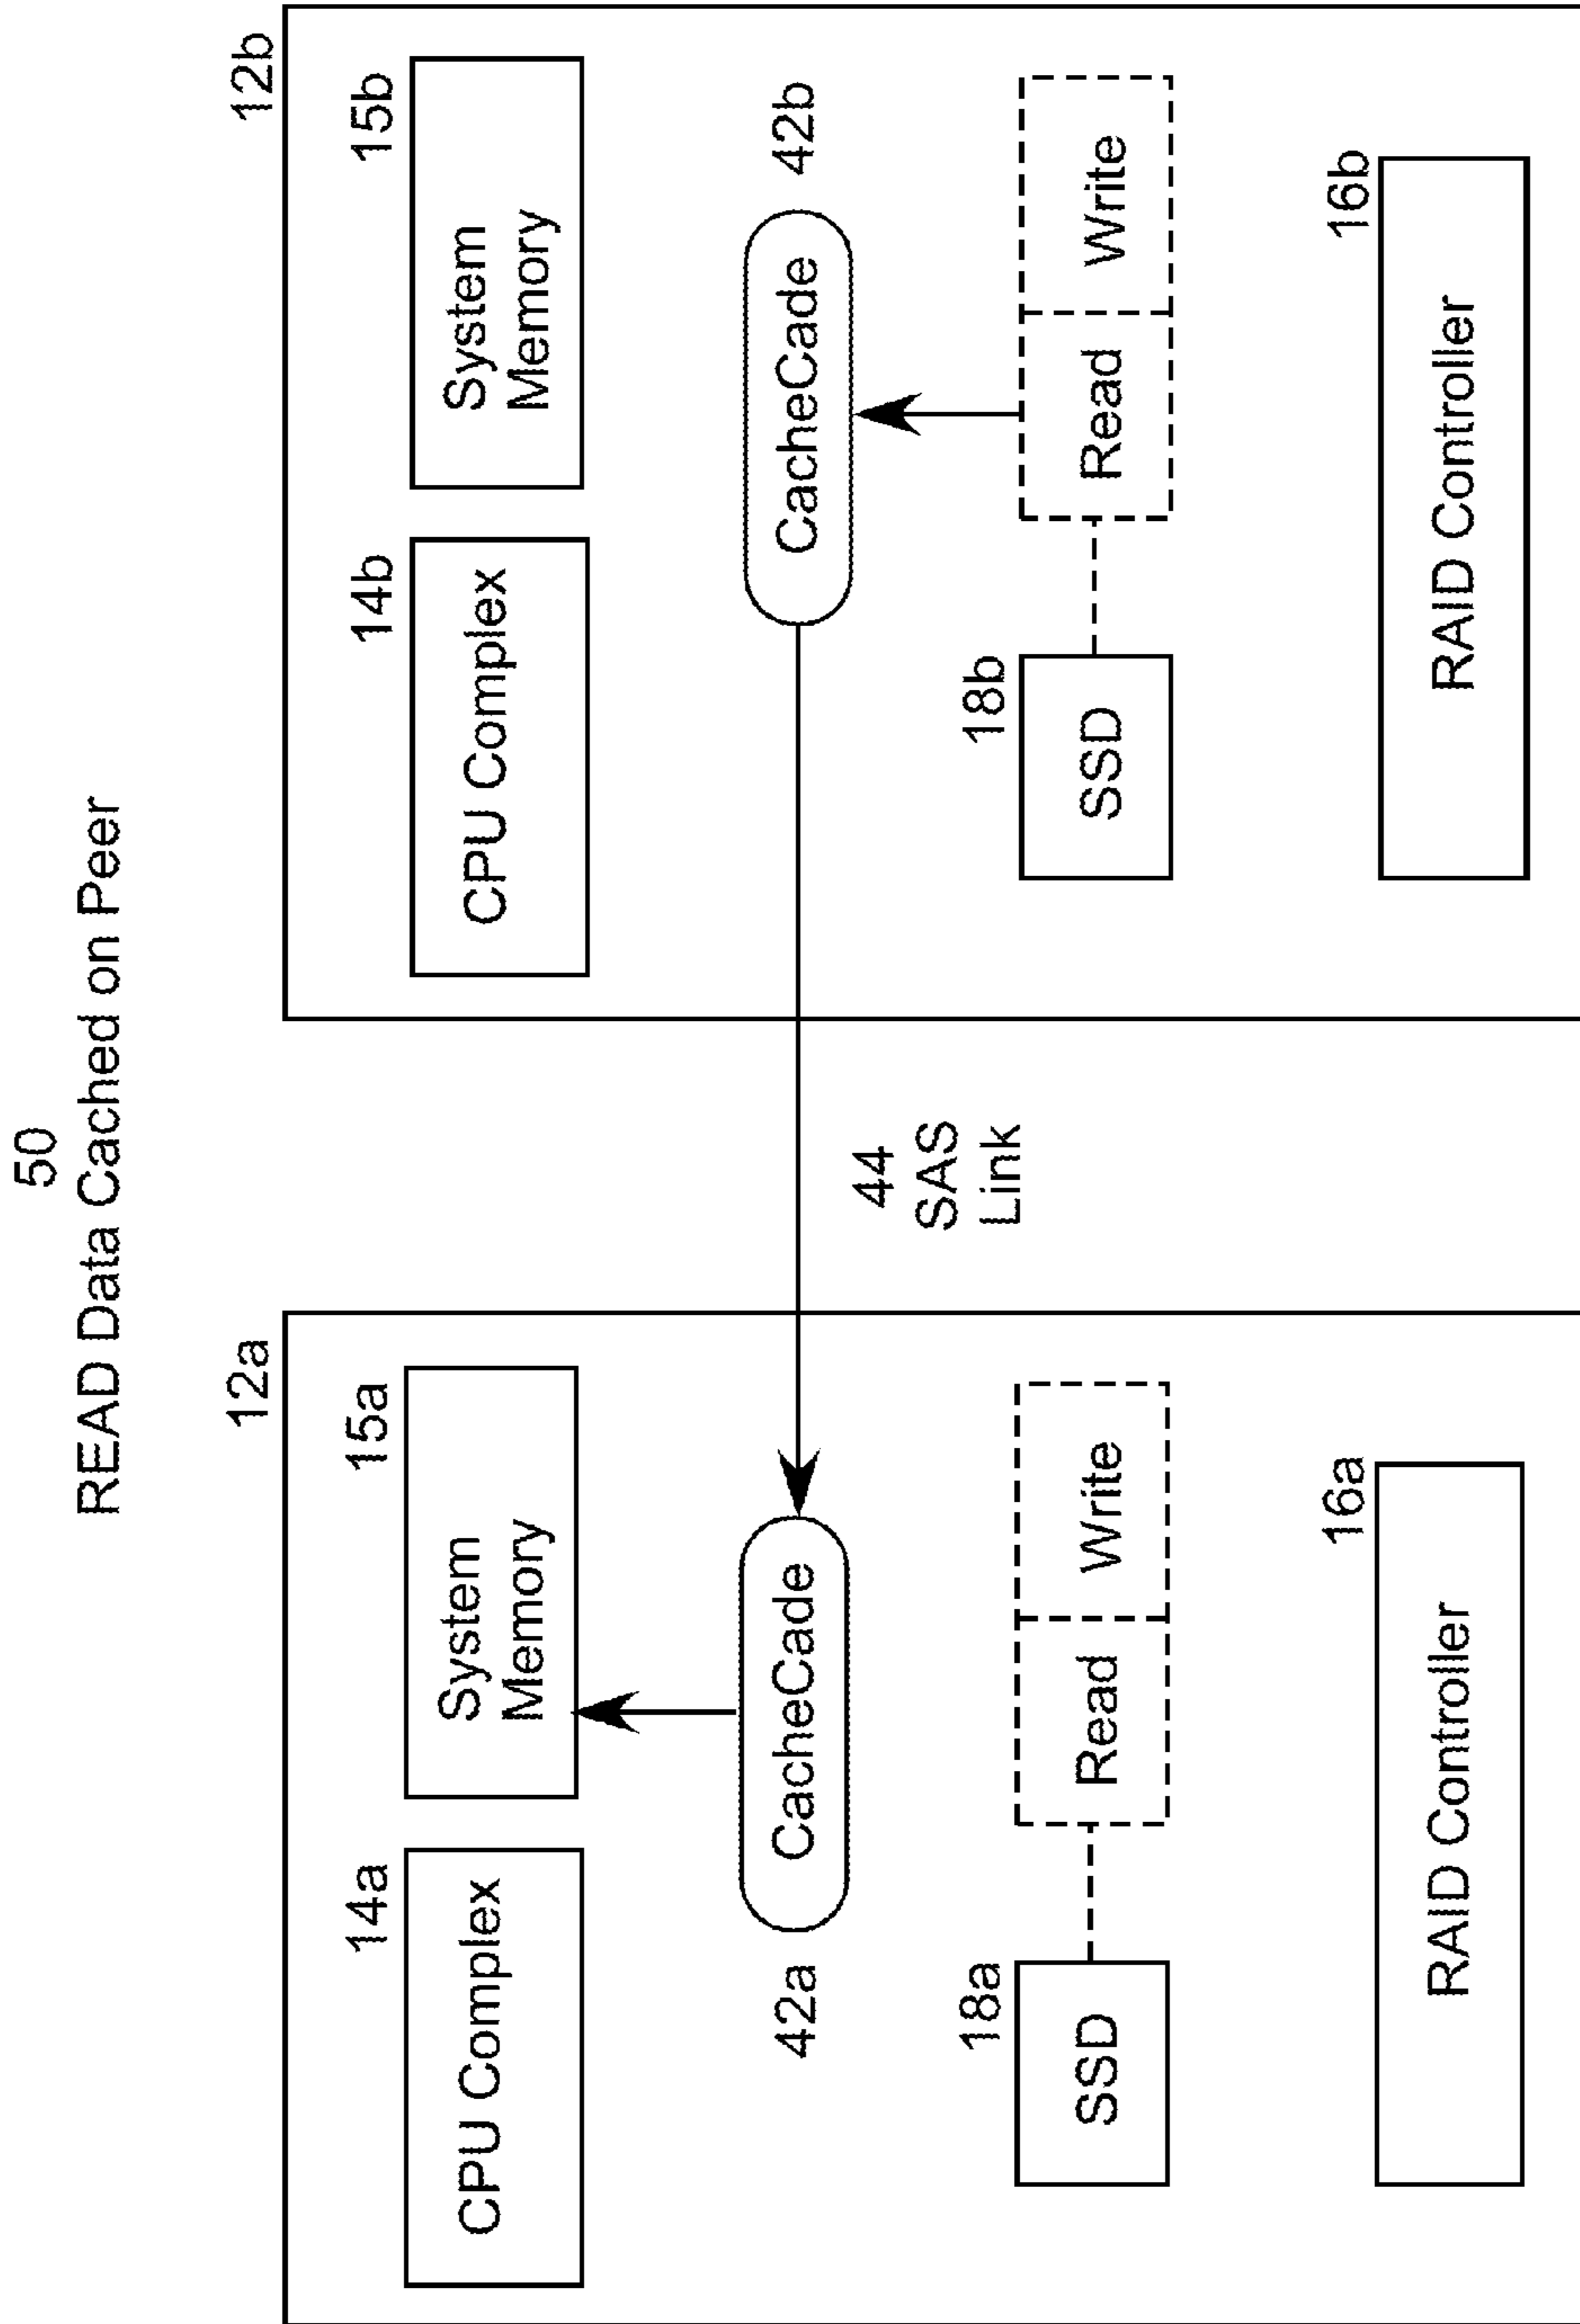 50
READ Data Cached on Peer
12a
14a
CPU Complex
15a
System
Memory
42a
CacheCade
18a
SSD
Read
Write
16a
RAID Controller
44
SAS
Link
12b
14b
CPU Complex
15b
System
Memory
CacheCade
42b
18b
SSD
Read
Write
16b
RAID Controller